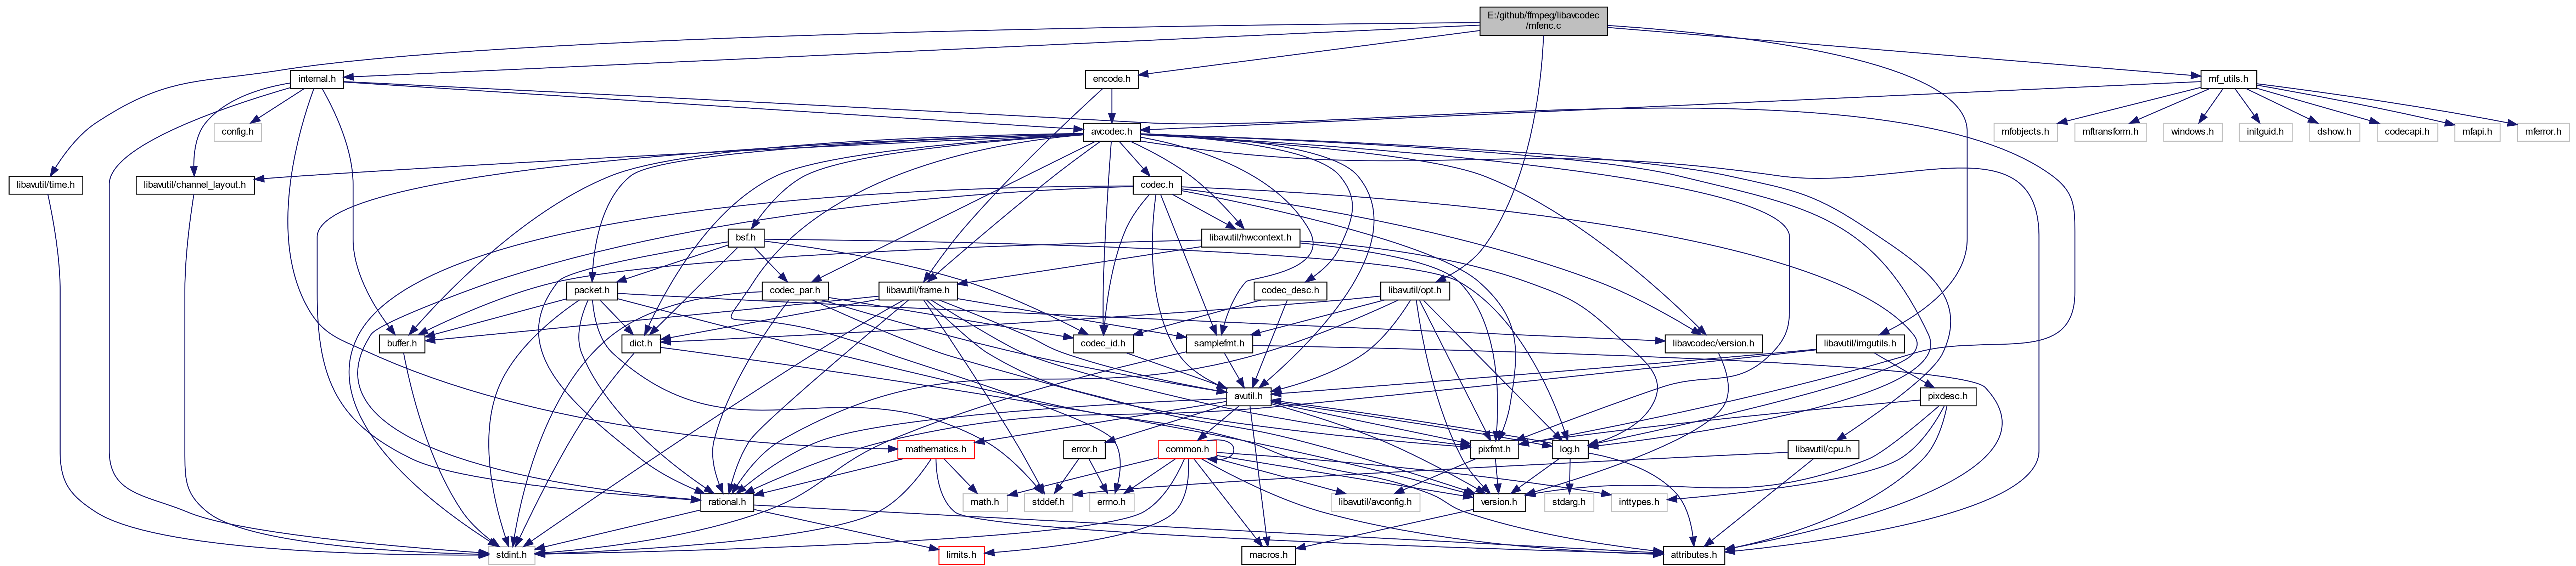 E:/github/ffmpeg/libavcodec
/mfenc.c
internal.h
encode.h
mf_utils.h
config.h
avcodec.h
mfobjects.h
mftransform.h
windows.h
initguid.h
dshow.h
codecapi.h
mfapi.h
mferror.h
libavutil/time.h
libavutil/channel_layout.h
codec.h
bsf.h
libavutil/hwcontext.h
packet.h
codec_par.h
libavutil/frame.h
codec_desc.h
libavutil/opt.h
buffer.h
dict.h
codec_id.h
samplefmt.h
libavcodec/version.h
libavutil/imgutils.h
avutil.h
pixdesc.h
mathematics.h
error.h
common.h
pixfmt.h
log.h
libavutil/cpu.h
rational.h
math.h
stddef.h
errno.h
libavutil/avconfig.h
version.h
stdarg.h
inttypes.h
stdint.h
limits.h
macros.h
attributes.h